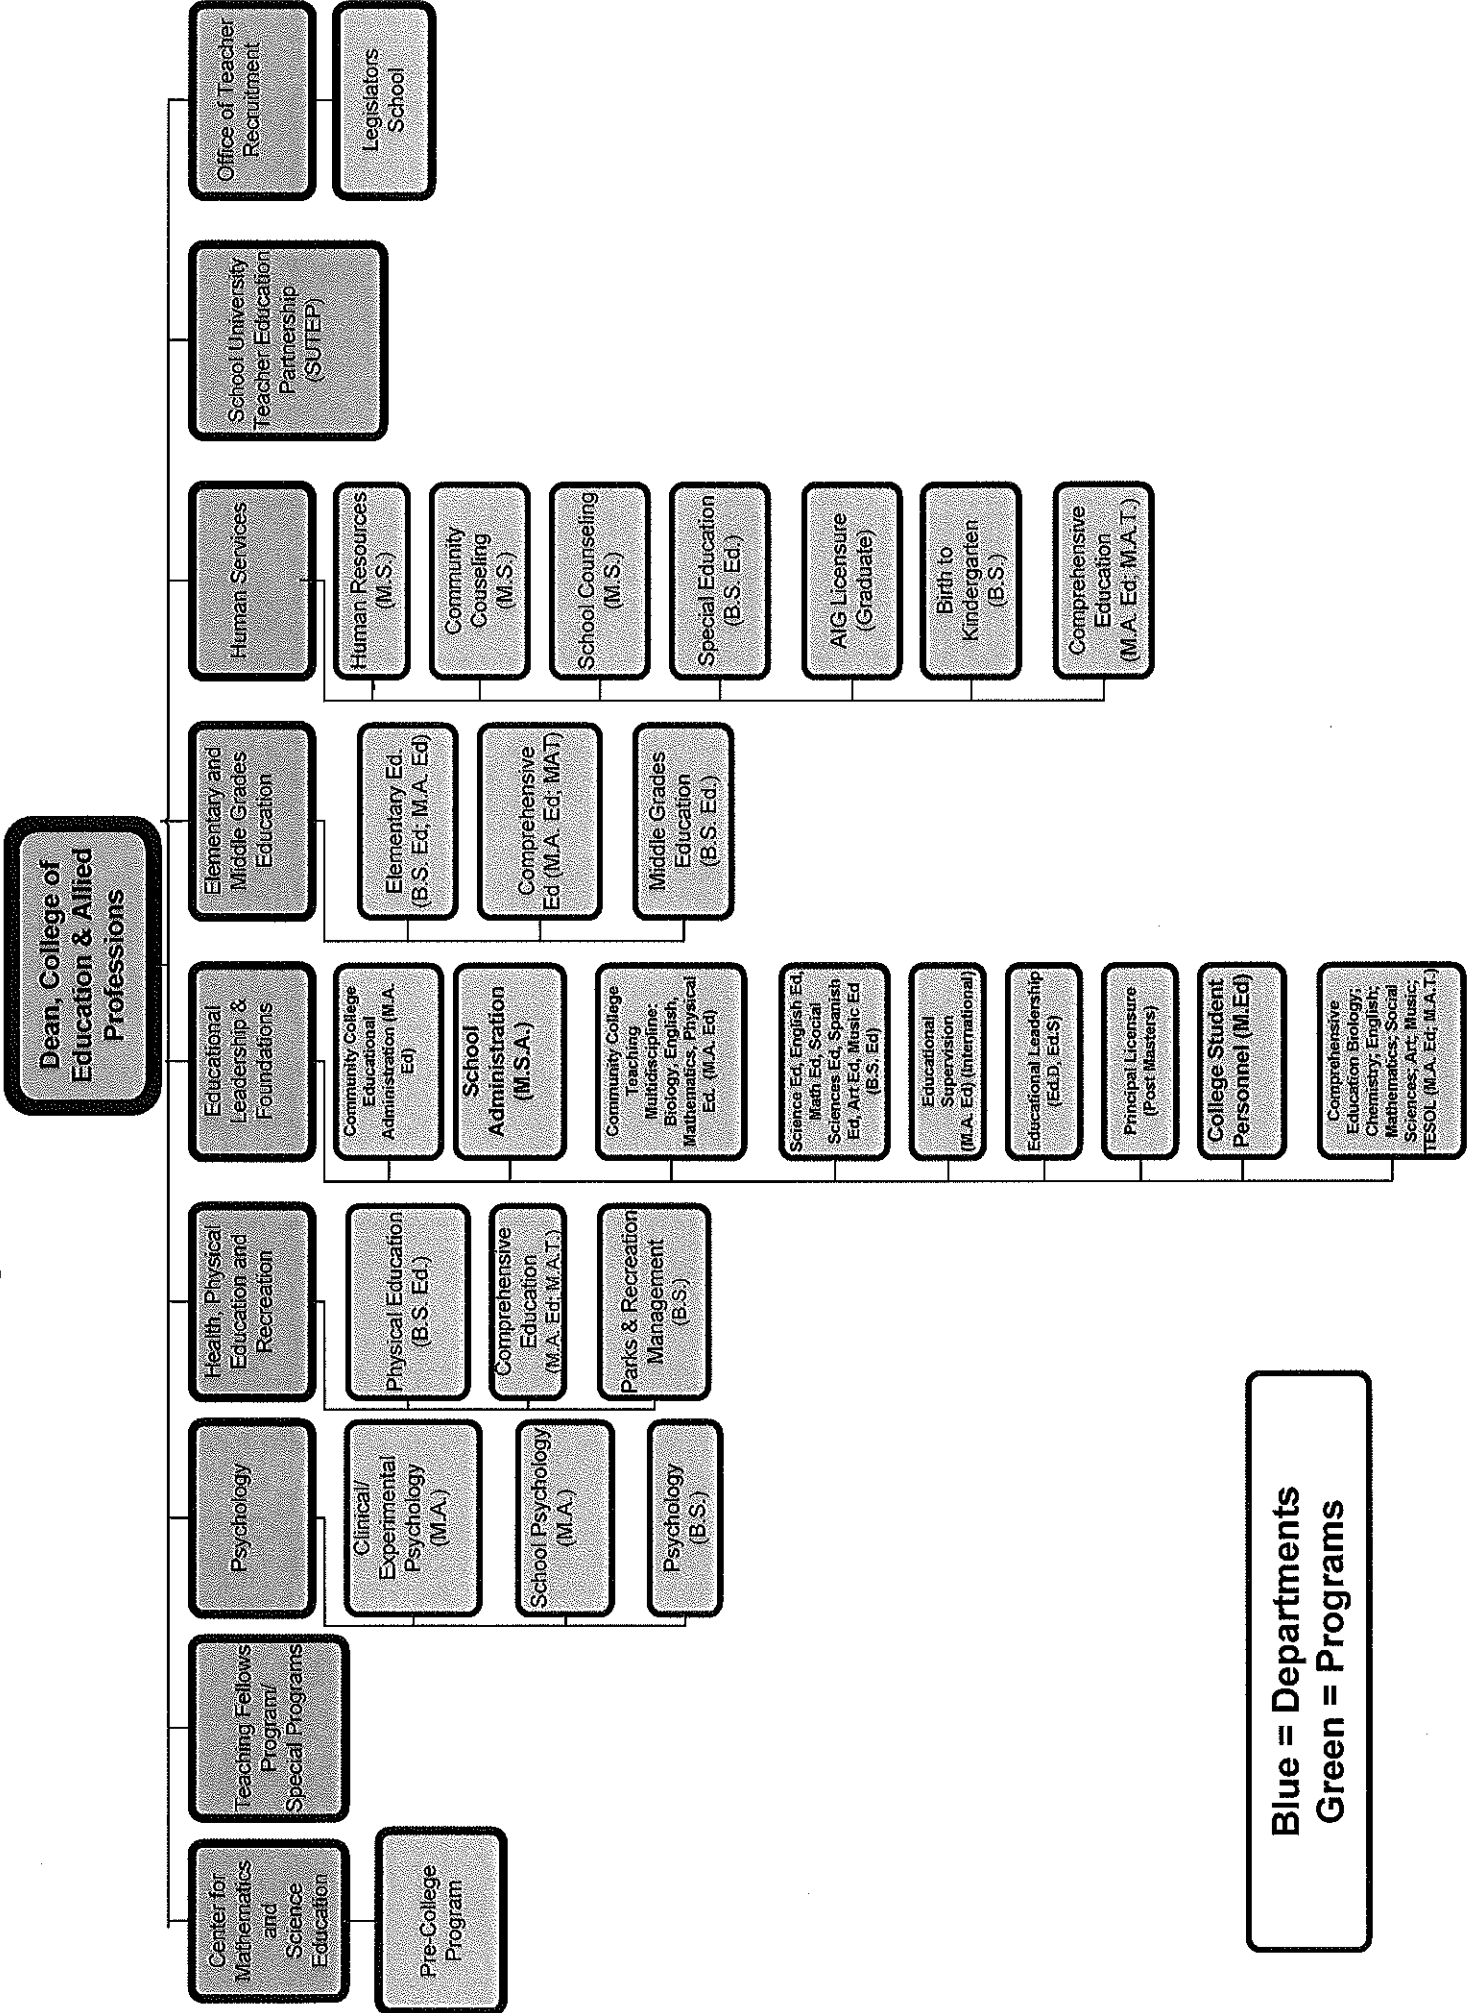 Dean, College of
Education & Allied
Professions
Center for
Mathematics
and
Science
Education
Pre-College
Program
Teaching Fellows
Program/
Special Programs
Psychology
Clinical/
Experimental
Psychology
(M.A.)
School Psychology
(M.A.)
Psychology
(B.S.)
Health, Physical
Education and
Recreation
Physical Education
(B.S. Ed.)
Comprehensive
Education
(M.A. Ed; M.A.T.)
Parks & Recreation
Management
(B.S.)
Educational
Leadership &
Foundations
Community College
Educational
Administration (M.A.
Ed)
School
Administration
(M.S.A.)
Community College
Teaching
Multidiscipline:
Biology, English,
Mathematics, Physical
Ed. (M.A. Ed)
Science Ed, English Ed,
Math Ed, Social
Sciences Ed, Spanish
Ed, Art Ed, Music Ed
(B.S. Ed)
Educational
Supervision
(M.A. Ed) (International)
Educational Leadership
(Ed.D, Ed.S)
Principal Licensure
(Post Masters)
College Student
Personnel (M.Ed)
Comprehensive
Education Biology;
Chemistry; English;
Mathematics; Social
Sciences; Art; Music;
TESOL (M.A. Ed; M.A.T.)
Elementary and
Middle Grades
Education
Elementary Ed.
(B.S. Ed; M.A. Ed)
Comprehensive
Ed (M.A. Ed; MAT)
Middle Grades
Education
(B.S. Ed.)
Human Services
Human Resources
(M.S.)
Community
Couseling
(M.S.)
School Counseling
(M.S.)
Special Education
(B.S. Ed.)
AIG Licensure
(Graduate)
Birth to
Kindergarten
(B.S.)
Comprehensive
Education
(M.A. Ed; M.A.T.)
School University
Teacher Education
Partnership
(SUTEP)
Office of Teacher
Recruitment
Legislators
School
Blue = Departments
Green = Programs